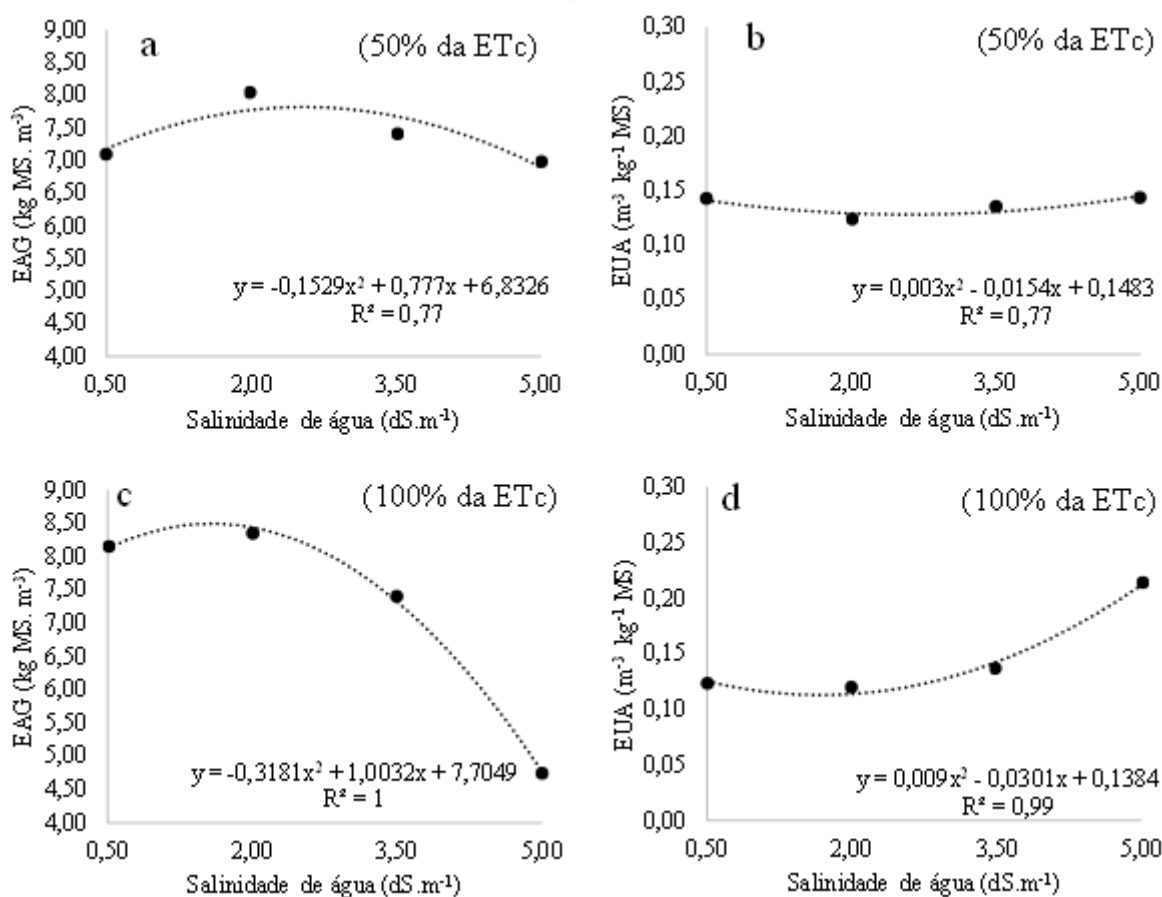 a
(50% da ETc)
EAG (kg MS. m⁻³)
9,00
8,50
8,00
7,50
7,00
6,50
6,00
5,50
5,00
4,50
4,00
y = -0,1529x² + 0,777x + 6,8326
R² = 0,77
0,50 2,00 3,50 5,00
Salinidade de água (dS.m⁻¹)
b
(50% da ETc)
EUA (m⁻³ kg⁻¹ MS)
0,30
0,25
0,20
0,15
0,10
0,05
0,00
y = 0,003x² - 0,0154x + 0,1483
R² = 0,77
0,50 2,00 3,50 5,00
Salinidade de água (dS.m⁻¹)
c
(100% da ETc)
EAG (kg MS. m⁻³)
9,00
8,50
8,00
7,50
7,00
6,50
6,00
5,50
5,00
4,50
4,00
y = -0,3181x² + 1,0032x + 7,7049
R² = 1
0,50 2,00 3,50 5,00
Salinidade de água (dS.m⁻¹)
d
(100% da ETc)
EUA (m⁻³ kg⁻¹ MS)
0,30
0,25
0,20
0,15
0,10
0,05
0,00
y = 0,009x² - 0,0301x + 0,1384
R² = 0,99
0,50 2,00 3,50 5,00
Salinidade de água (dS.m⁻¹)